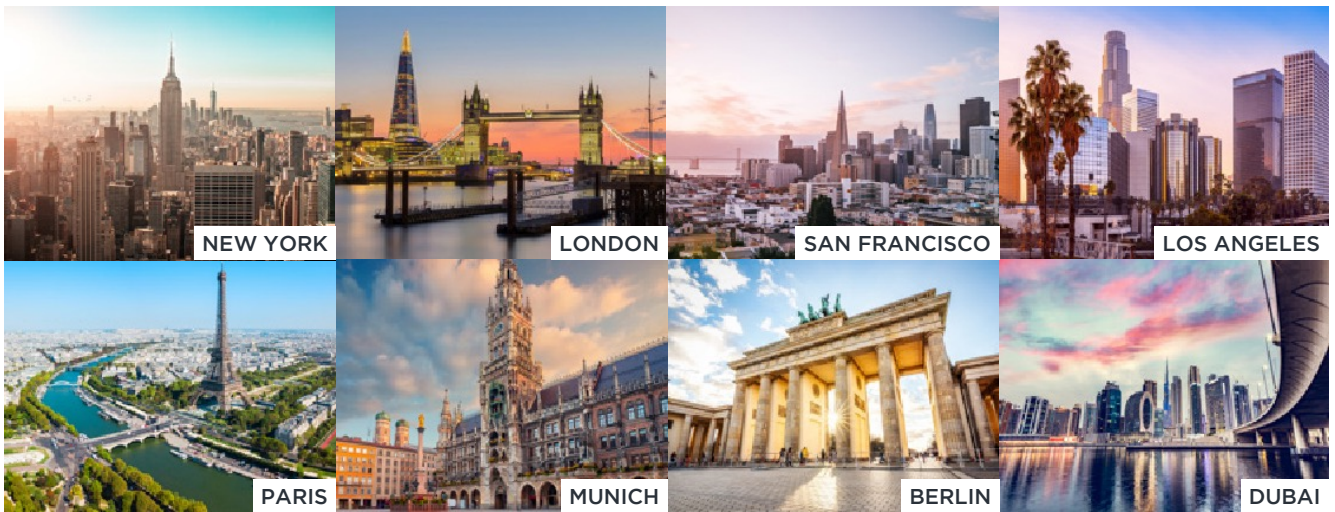 NEW YORK
LONDON
SAN FRANCISCO
LOS ANGELES
PARIS
MUNICH
BERLIN
DUBAI